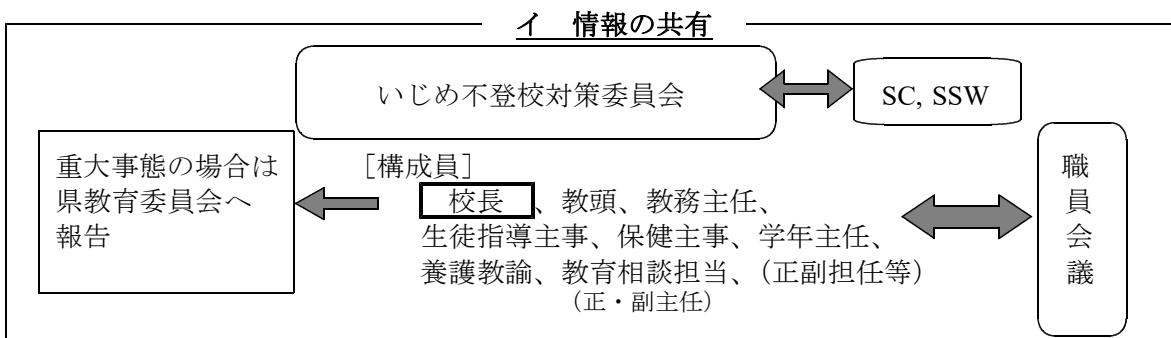 イ 情報の共有
いじめ不登校対策委員会
SC, SSW
重大事態の場合は
県教育委員会へ
報告
［構成員］
校長、教頭、教務主任、
生徒指導主事、保健主事、学年主任、
養護教諭、教育相談担当、（正副担任等）
（正・副主任）
職員会議